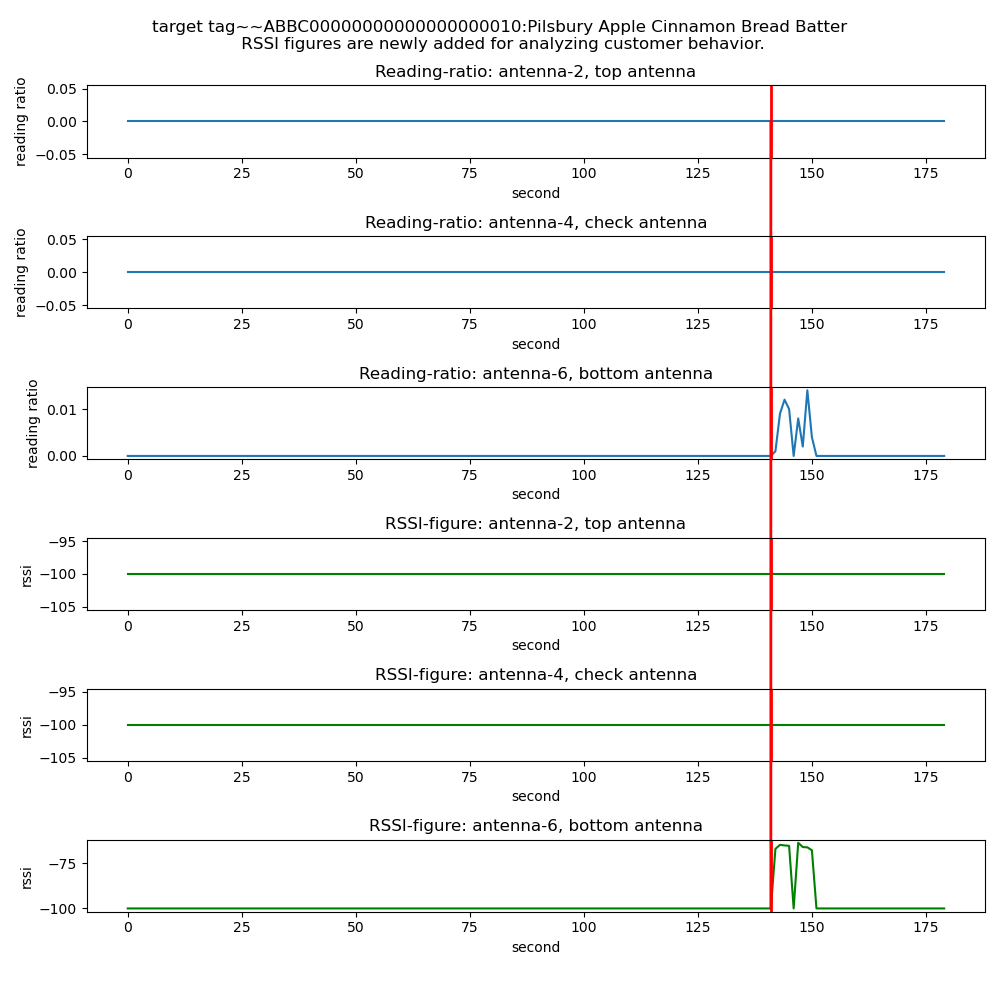 target tag~~ABBC00000000000000000010:Pilsbury Apple Cinnamon Bread Batter
RSSI figures are newly added for analyzing customer behavior.
Reading-ratio: antenna-2, top antenna
reading ratio
0.05
0.00
−0.05
0 25 50 75 100 125 150 175
second
Reading-ratio: antenna-4, check antenna
reading ratio
0.05
0.00
−0.05
0 25 50 75 100 125 150 175
second
Reading-ratio: antenna-6, bottom antenna
reading ratio
0.01
0.00
0 25 50 75 100 125 150 175
second
RSSI-figure: antenna-2, top antenna
rssi
−95
−100
−105
0 25 50 75 100 125 150 175
second
RSSI-figure: antenna-4, check antenna
rssi
−95
−100
−105
0 25 50 75 100 125 150 175
second
RSSI-figure: antenna-6, bottom antenna
rssi
−75
−100
0 25 50 75 100 125 150 175
second